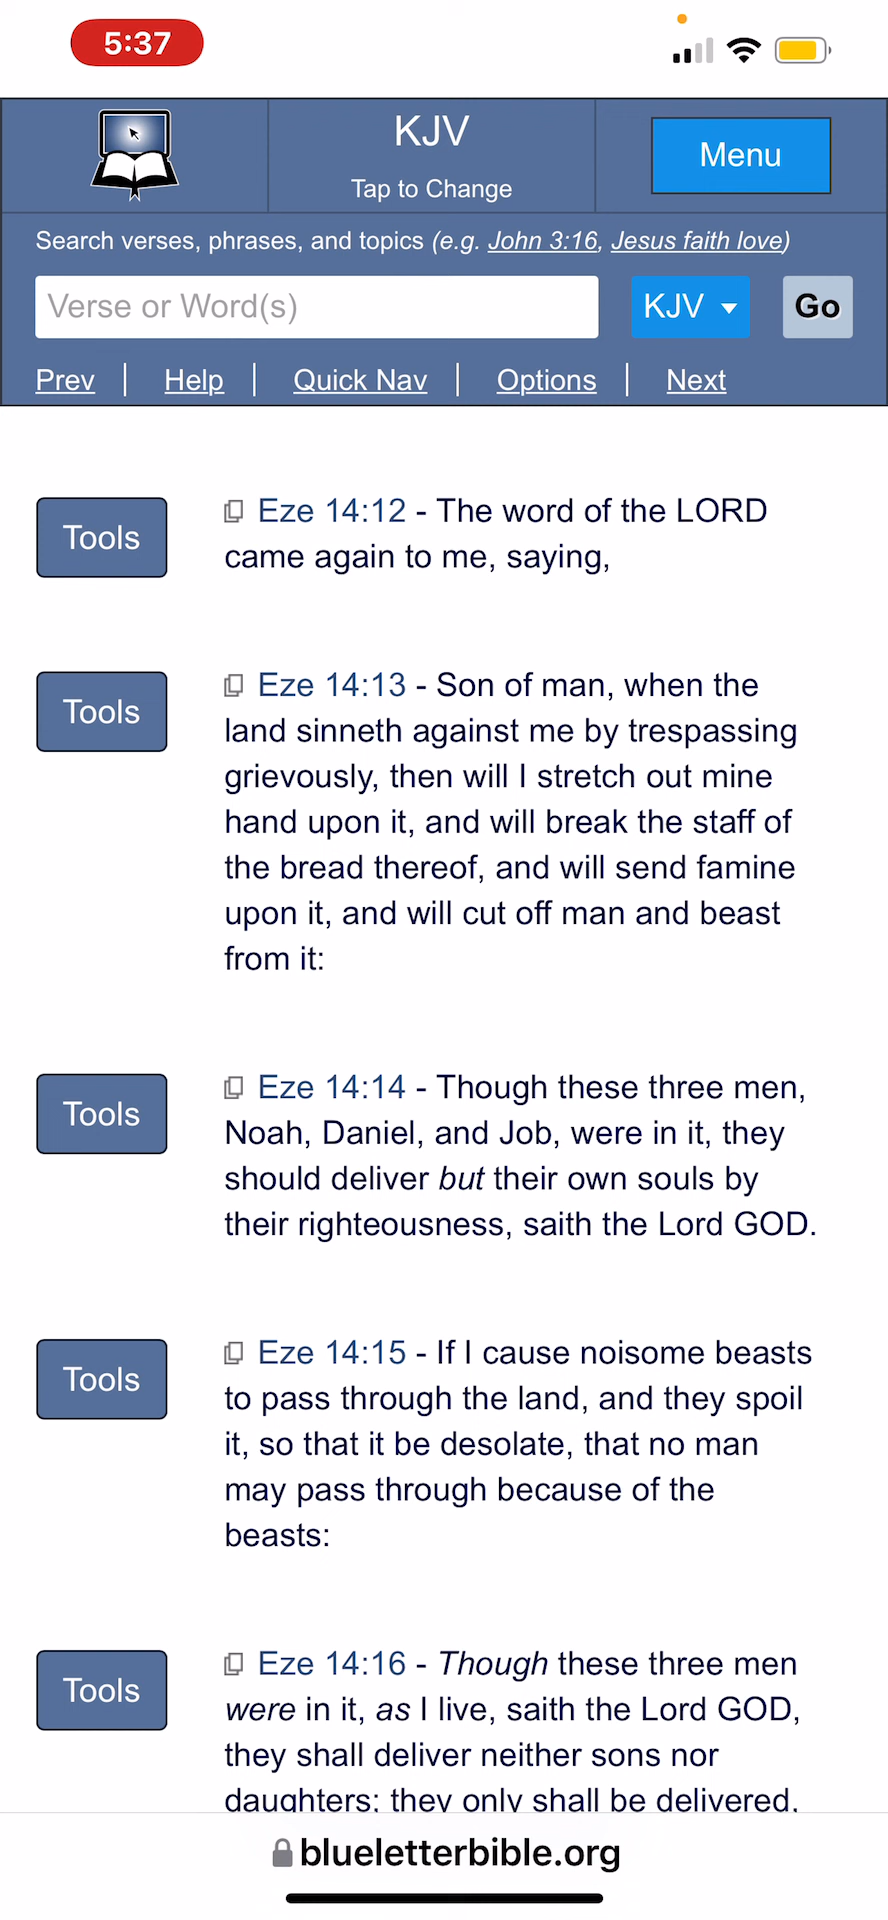 5:37
KJV
Tap to Change
Menu
Search verses, phrases, and topics (e.g. John 3:16, Jesus faith love)
Verse or Word(s)
KJV
Go
Prev | Help | Quick Nav | Options | Next
Tools
Eze 14:12 - The word of the LORD
came again to me, saying,
Tools
Eze 14:13 - Son of man, when the
land sinneth against me by trespassing
grievously, then will I stretch out mine
hand upon it, and will break the staff of
the bread thereof, and will send famine
upon it, and will cut off man and beast
from it:
Tools
Eze 14:14 - Though these three men,
Noah, Daniel, and Job, were in it, they
should deliver but their own souls by
their righteousness, saith the Lord GOD.
Tools
Eze 14:15 - If I cause noisome beasts
to pass through the land, and they spoil
it, so that it be desolate, that no man
may pass through because of the
beasts:
Tools
Eze 14:16 - Though these three men
were in it, as I live, saith the Lord GOD,
they shall deliver neither sons nor
daughters; they only shall be delivered,
blueletterbible.org